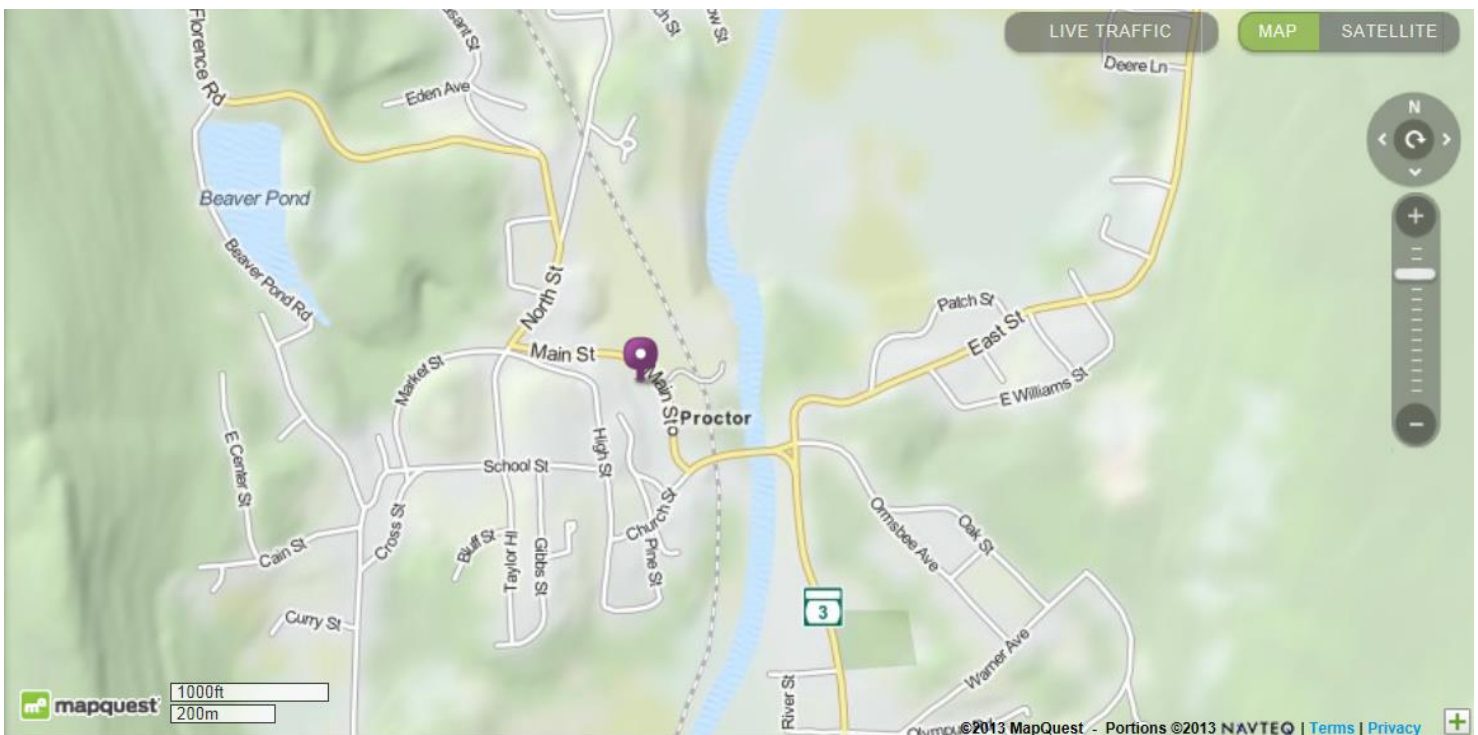 LIVE TRAFFIC
MAP
SATELLITE
Florence Rd
Eden Ave
Deere Ln
N
Beaver Pond
Beaver Pond Rd
North St
Patch St
East St
Main St
Main St
Market St
E Williams St
Proctor
E Center St
School St
High St
Church St
Cross St
Cain St
Bluff St
Taylor Hl
Gibbs St
Pine St
Ormsbee Ave
Oak St
Curry St
3
Warner Ave
River St
mapquest
1000ft
200m
©2013 MapQuest - Portions ©2013 NAVTEQ | Terms | Privacy